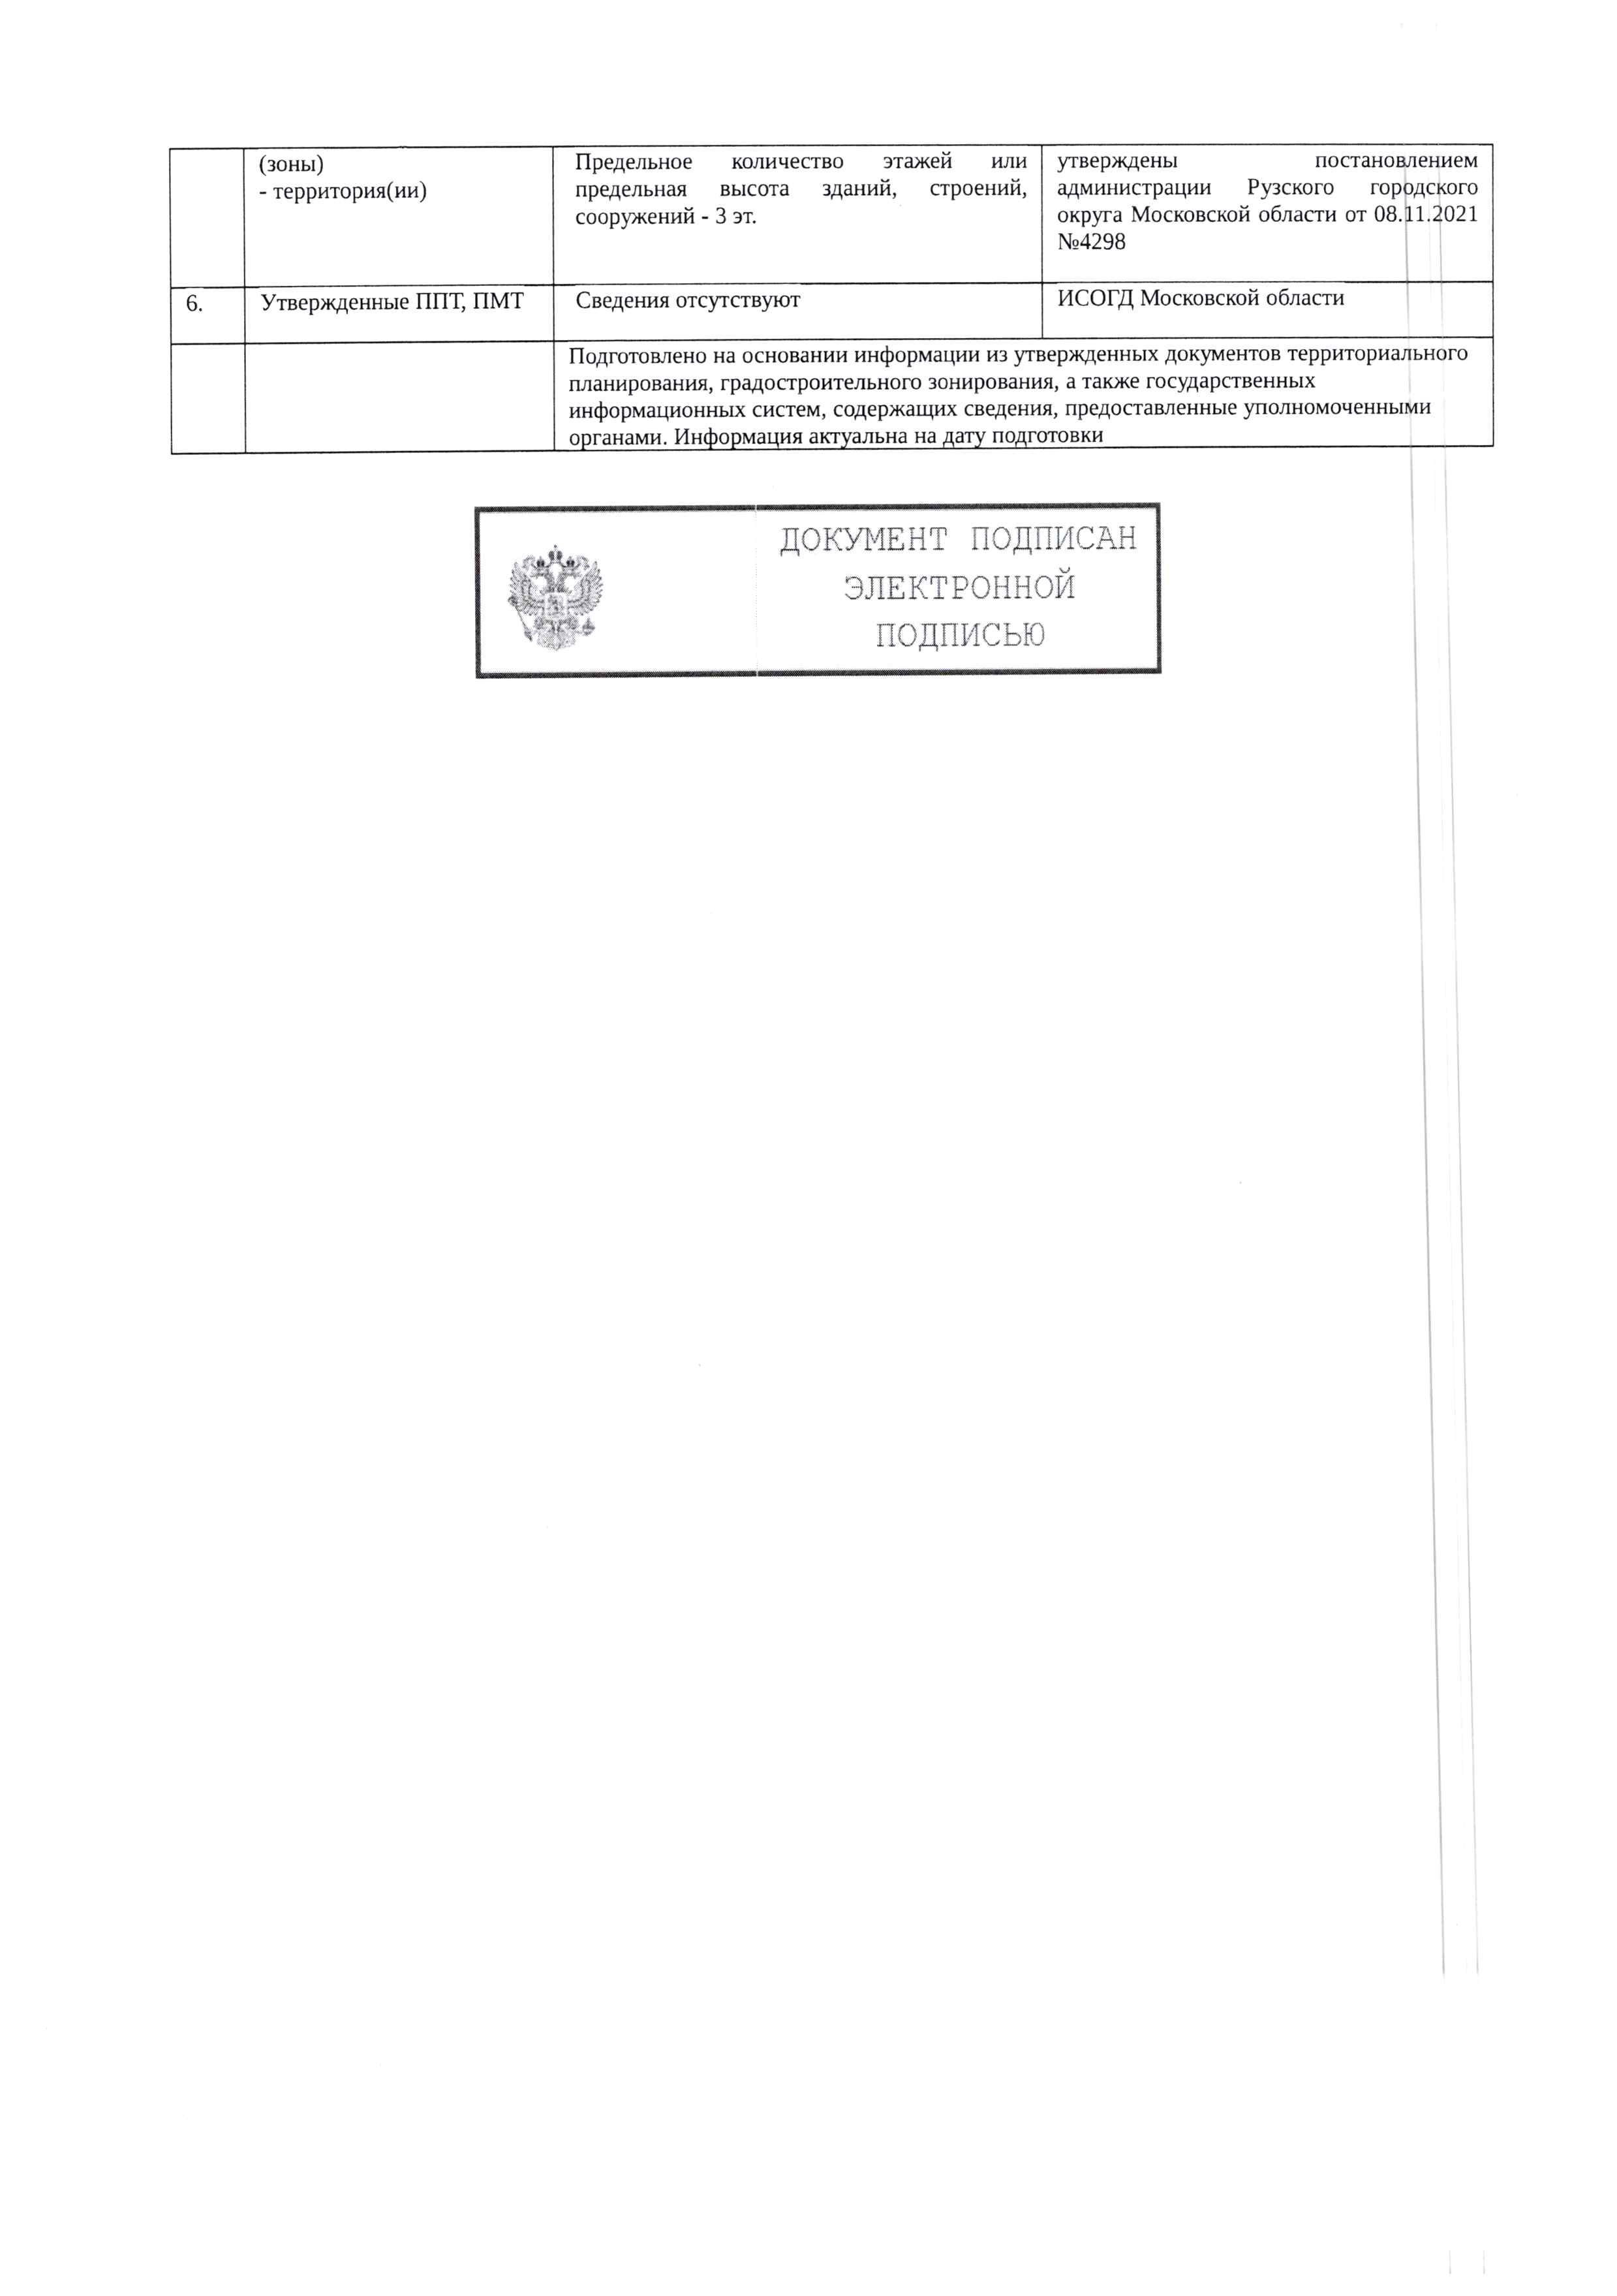 (зоны)
- территория(ии)
Предельное количество этажей или
предельная высота зданий, строений,
сооружений - 3 эт.
утверждены постановлением
администрации Рузского городского
округа Московской области от 08.11.2021
№4298
6.
Утвержденные ППТ, ПМТ
Сведения отсутствуют
ИСОГД Московской области
Подготовлено на основании информации из утвержденных документов территориального
планирования, градостроительного зонирования, а также государственных
информационных систем, содержащих сведения, предоставленные уполномоченными
органами. Информация актуальна на дату подготовки
ДОКУМЕНТ ПОДПИСАН
ЭЛЕКТРОННОЙ
ПОДПИСЬЮ